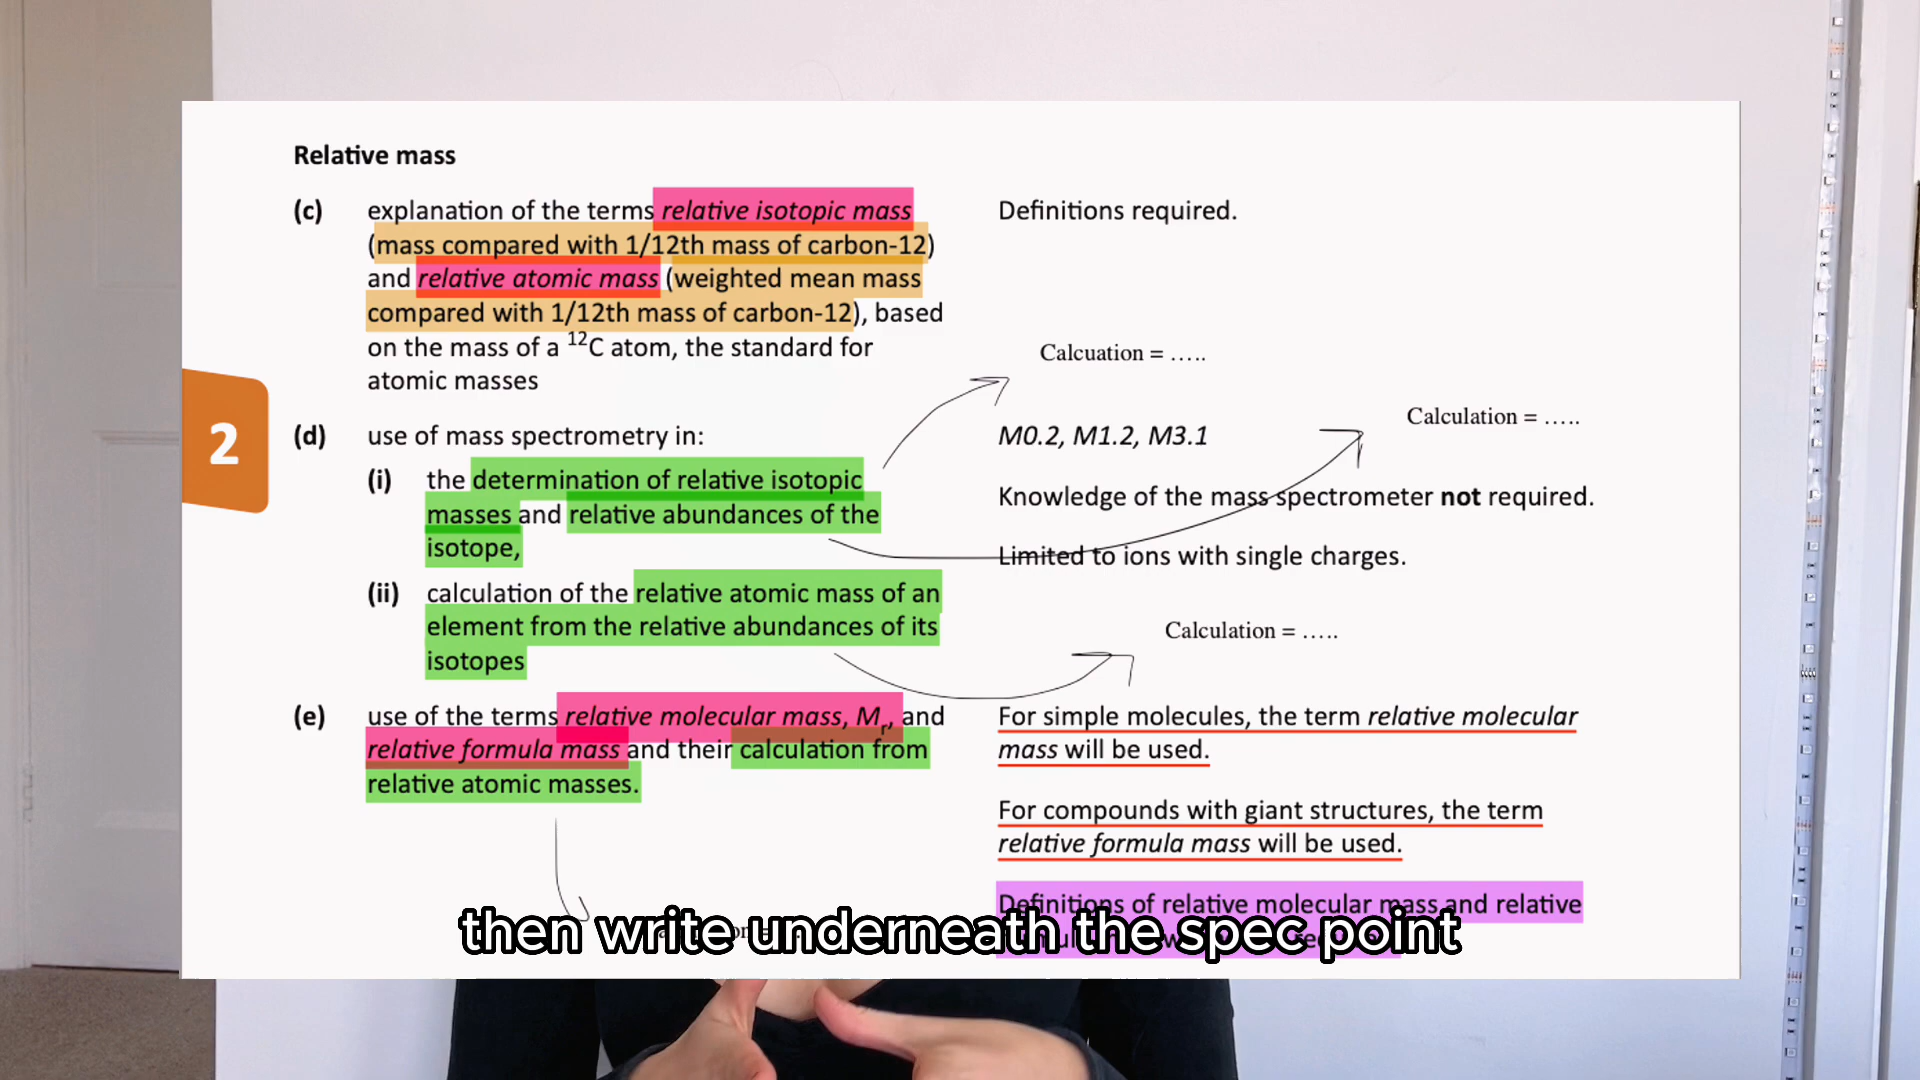 Relative mass
(c) explanation of the terms relative isotopic mass
(mass compared with 1/12th mass of carbon-12)
and relative atomic mass (weighted mean mass
compared with 1/12th mass of carbon-12), based
on the mass of a ¹²C atom, the standard for
atomic masses
Definitions required.
Calcuation = .....
2
(d) use of mass spectrometry in:
M0.2, M1.2, M3.1
Calculation = .....
(i) the determination of relative isotopic
masses and relative abundances of the
isotope,
Knowledge of the mass spectrometer not required.
Limited to ions with single charges.
(ii) calculation of the relative atomic mass of an
element from the relative abundances of its
isotopes
Calculation = .....
(e) use of the terms relative molecular mass, Mr, and
relative formula mass and their calculation from
relative atomic masses.
For simple molecules, the term relative molecular
mass will be used.
For compounds with giant structures, the term
relative formula mass will be used.
Definitions of relative molecular mass and relative
then write underneath the spec point